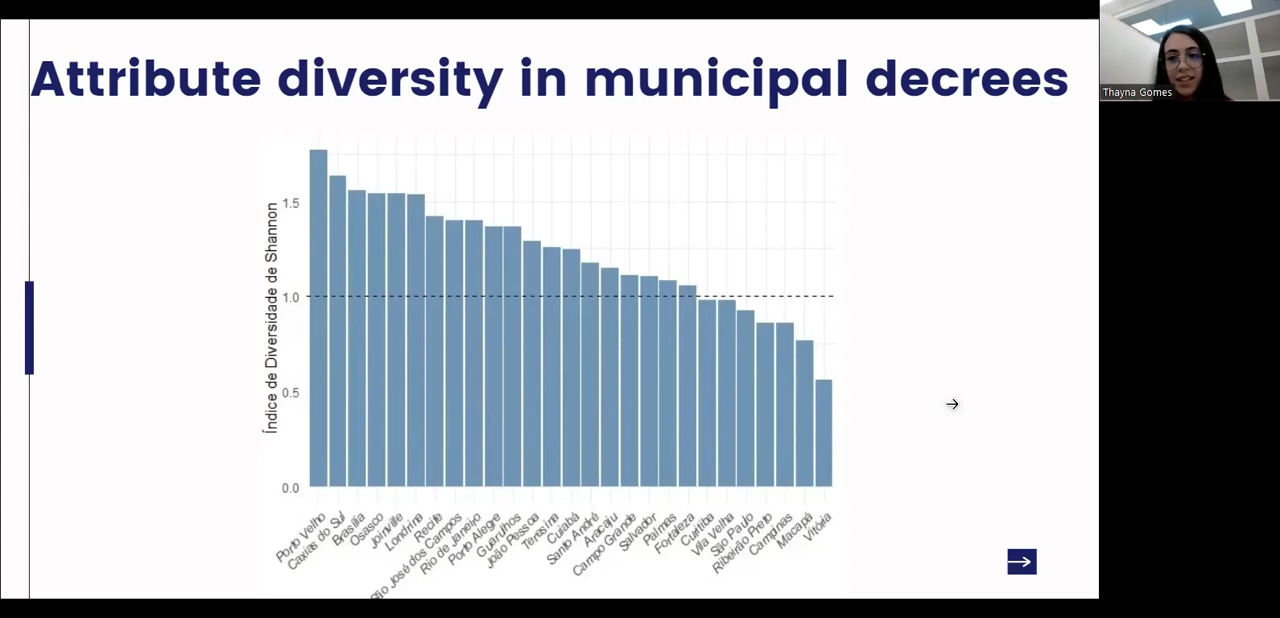 Attribute diversity in municipal decrees
Thayna Gomes
Índice de Diversidade de Shannon
1.5
1.0
0.5
0.0
Porto Velho
Caxias do Sul
Brasília
Osasco
Joinville
Londrina
Recife
São José dos Campos
Rio de Janeiro
Porto Alegre
Guarulhos
João Pessoa
Teresina
Cuiabá
Santo André
Aracaju
Campo Grande
Salvador
Palmas
Fortaleza
Curitiba
Vila Velha
São Paulo
Ribeirão Preto
Campinas
Macapá
Vitória